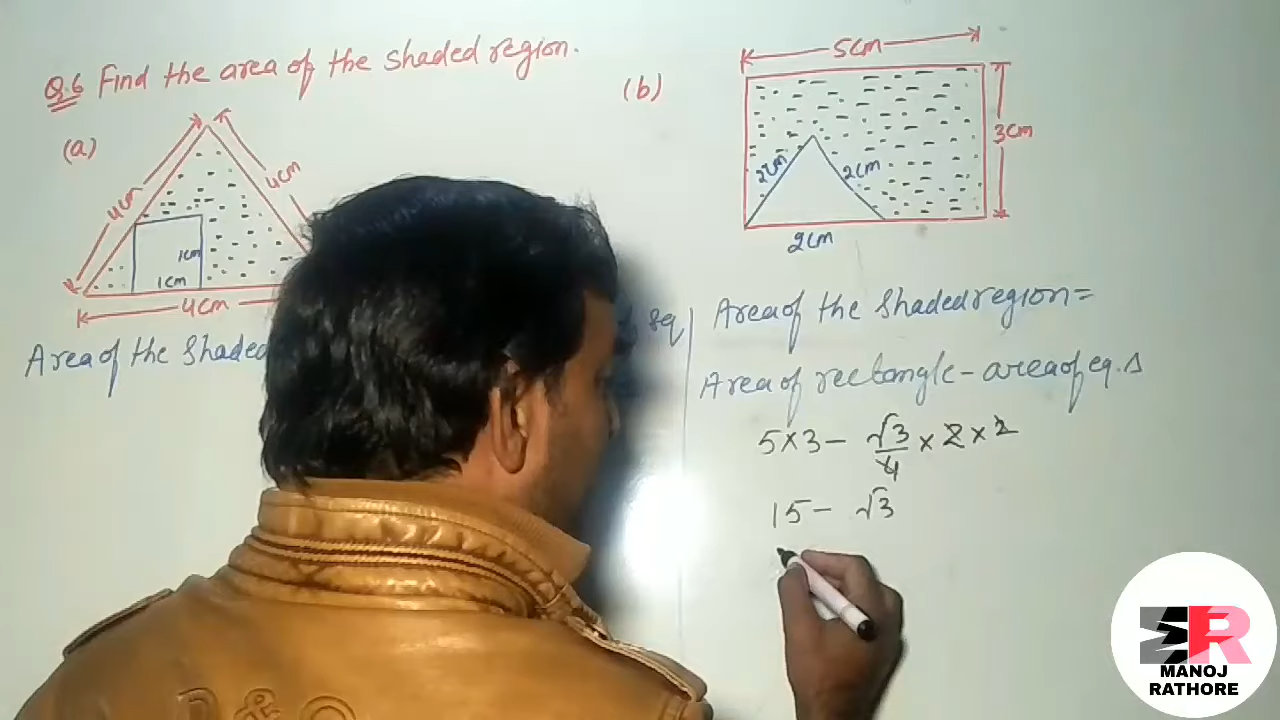 Q.6 Find the area of the shaded region.
(a)
4cm
4cm
1cm
1cm
4cm
Area of the shaded
sq
(b)
5cm
3cm
2cm
2cm
2cm
Area of the shaded region =
Area of rectangle - area of eq. Δ
5×3 - √3/4 × 2 × 2
15 - √3
D&G
R
MANOJ
RATHORE